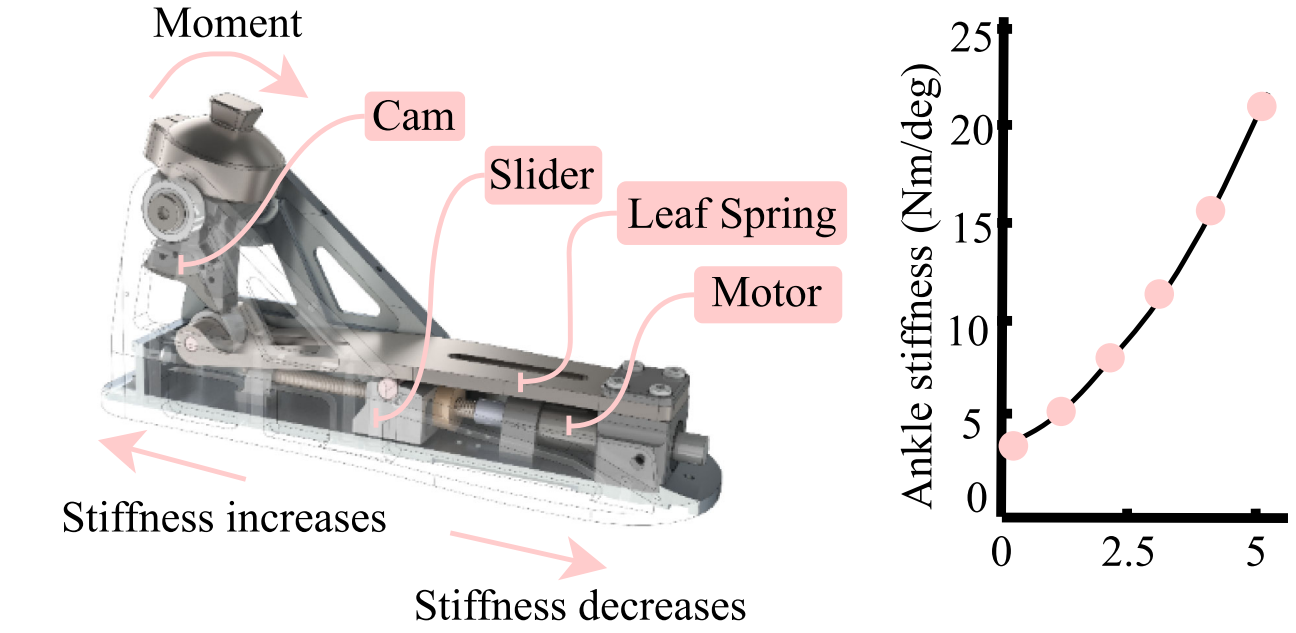 Moment
Cam
Slider
Leaf Spring
Motor
Stiffness increases
Stiffness decreases
Ankle stiffness (Nm/deg)
25
20
15
10
5
0
0 2.5 5